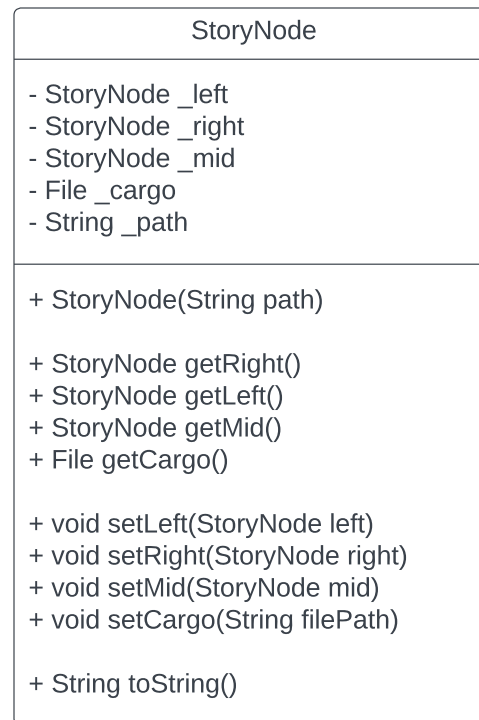 StoryNode
- StoryNode _left
- StoryNode _right
- StoryNode _mid
- File _cargo
- String _path
+ StoryNode(String path)
+ StoryNode getRight()
+ StoryNode getLeft()
+ StoryNode getMid()
+ File getCargo()
+ void setLeft(StoryNode left)
+ void setRight(StoryNode right)
+ void setMid(StoryNode mid)
+ void setCargo(String filePath)
+ String toString()